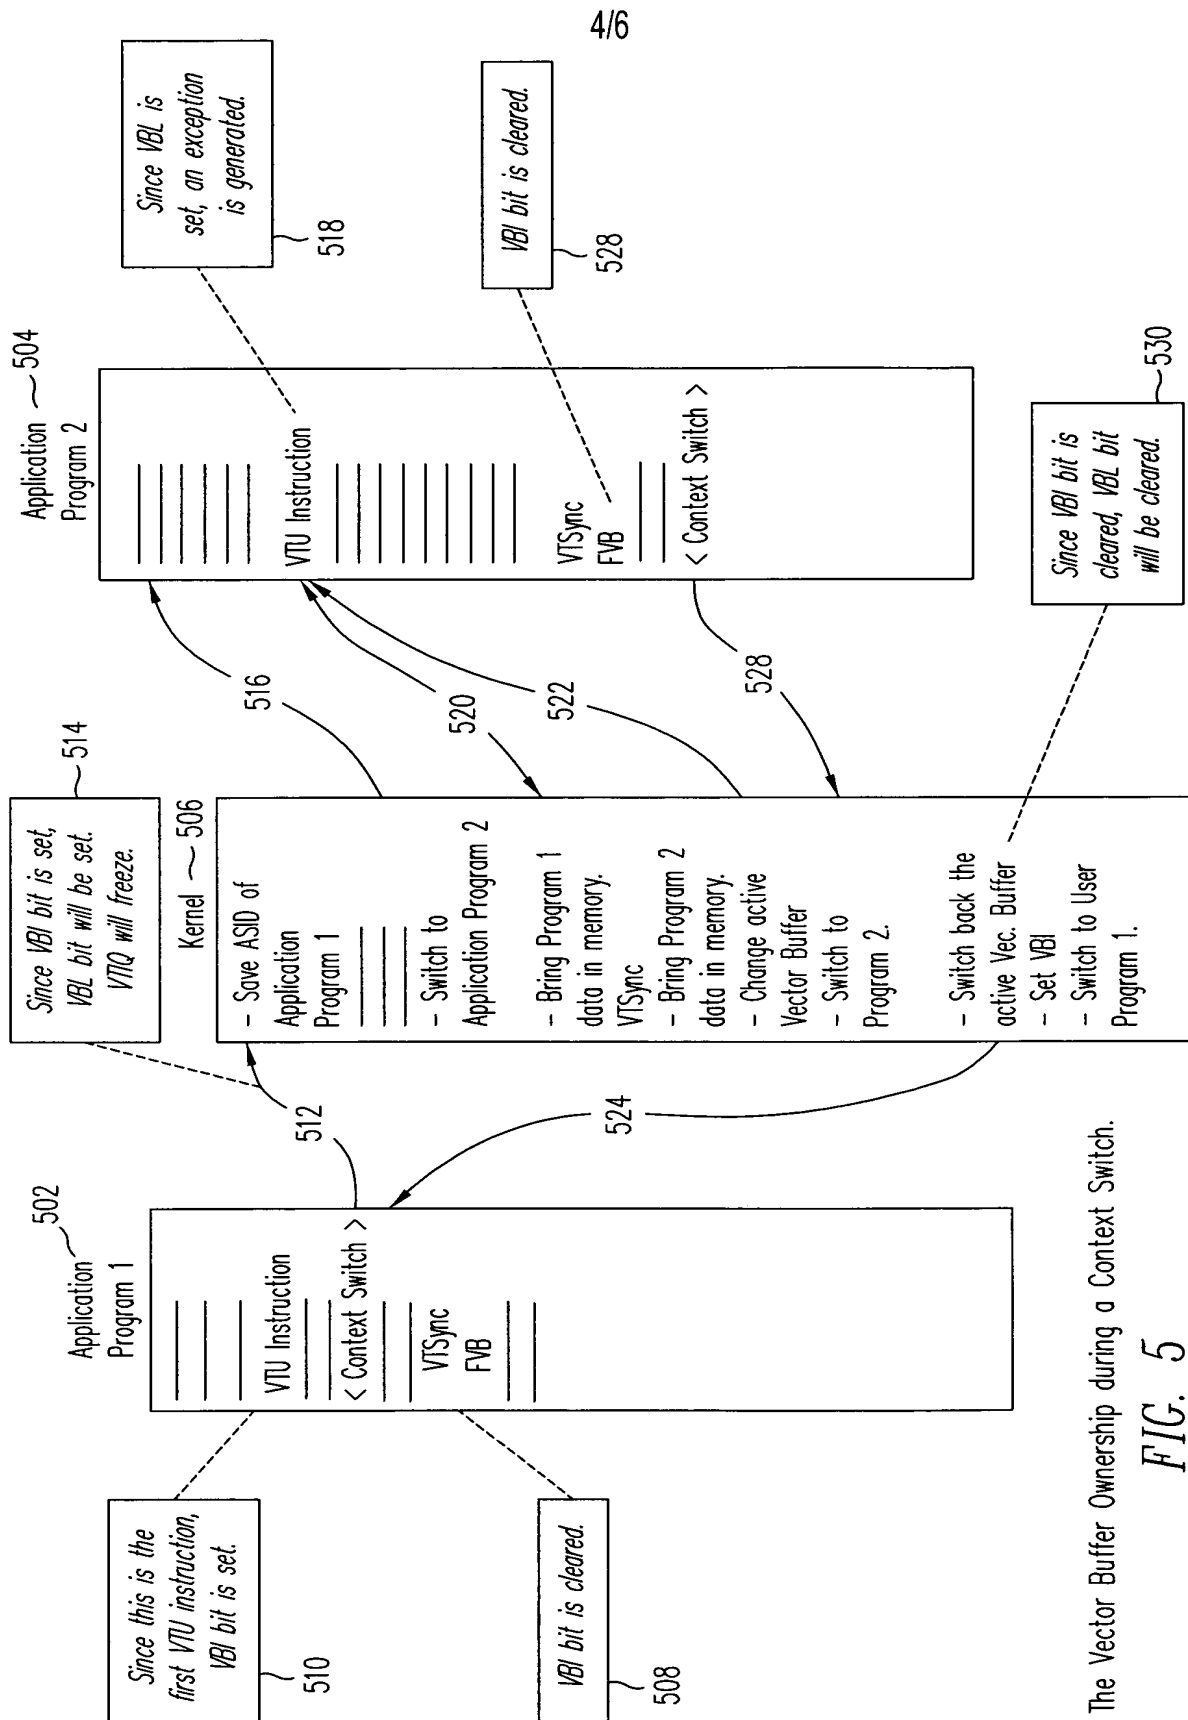 4/6
Application
Program 1
502
VTU Instruction
< Context Switch >
VTSync
FVB
Since this is the
first VTU instruction,
VBI bit is set.
510
VBI bit is cleared.
508
512
524
Since VBI bit is set,
VBL bit will be set.
VTIQ will freeze.
514
Kernel
506
- Save ASID of
Application
Program 1
- Switch to
Application Program 2
- Bring Program 1
data in memory.
VTSync
- Bring Program 2
data in memory.
- Change active
Vector Buffer
- Switch to
Program 2.
- Switch back the
active Vec. Buffer
- Set VBI
- Switch to User
Program 1.
516
520
522
528
Application
Program 2
504
VTU Instruction
VTSync
FVB
< Context Switch >
Since VBL is
set, an exception
is generated.
518
VBI bit is cleared.
528
Since VBI bit is
cleared, VBL bit
will be cleared.
530
The Vector Buffer Ownership during a Context Switch.
FIG. 5